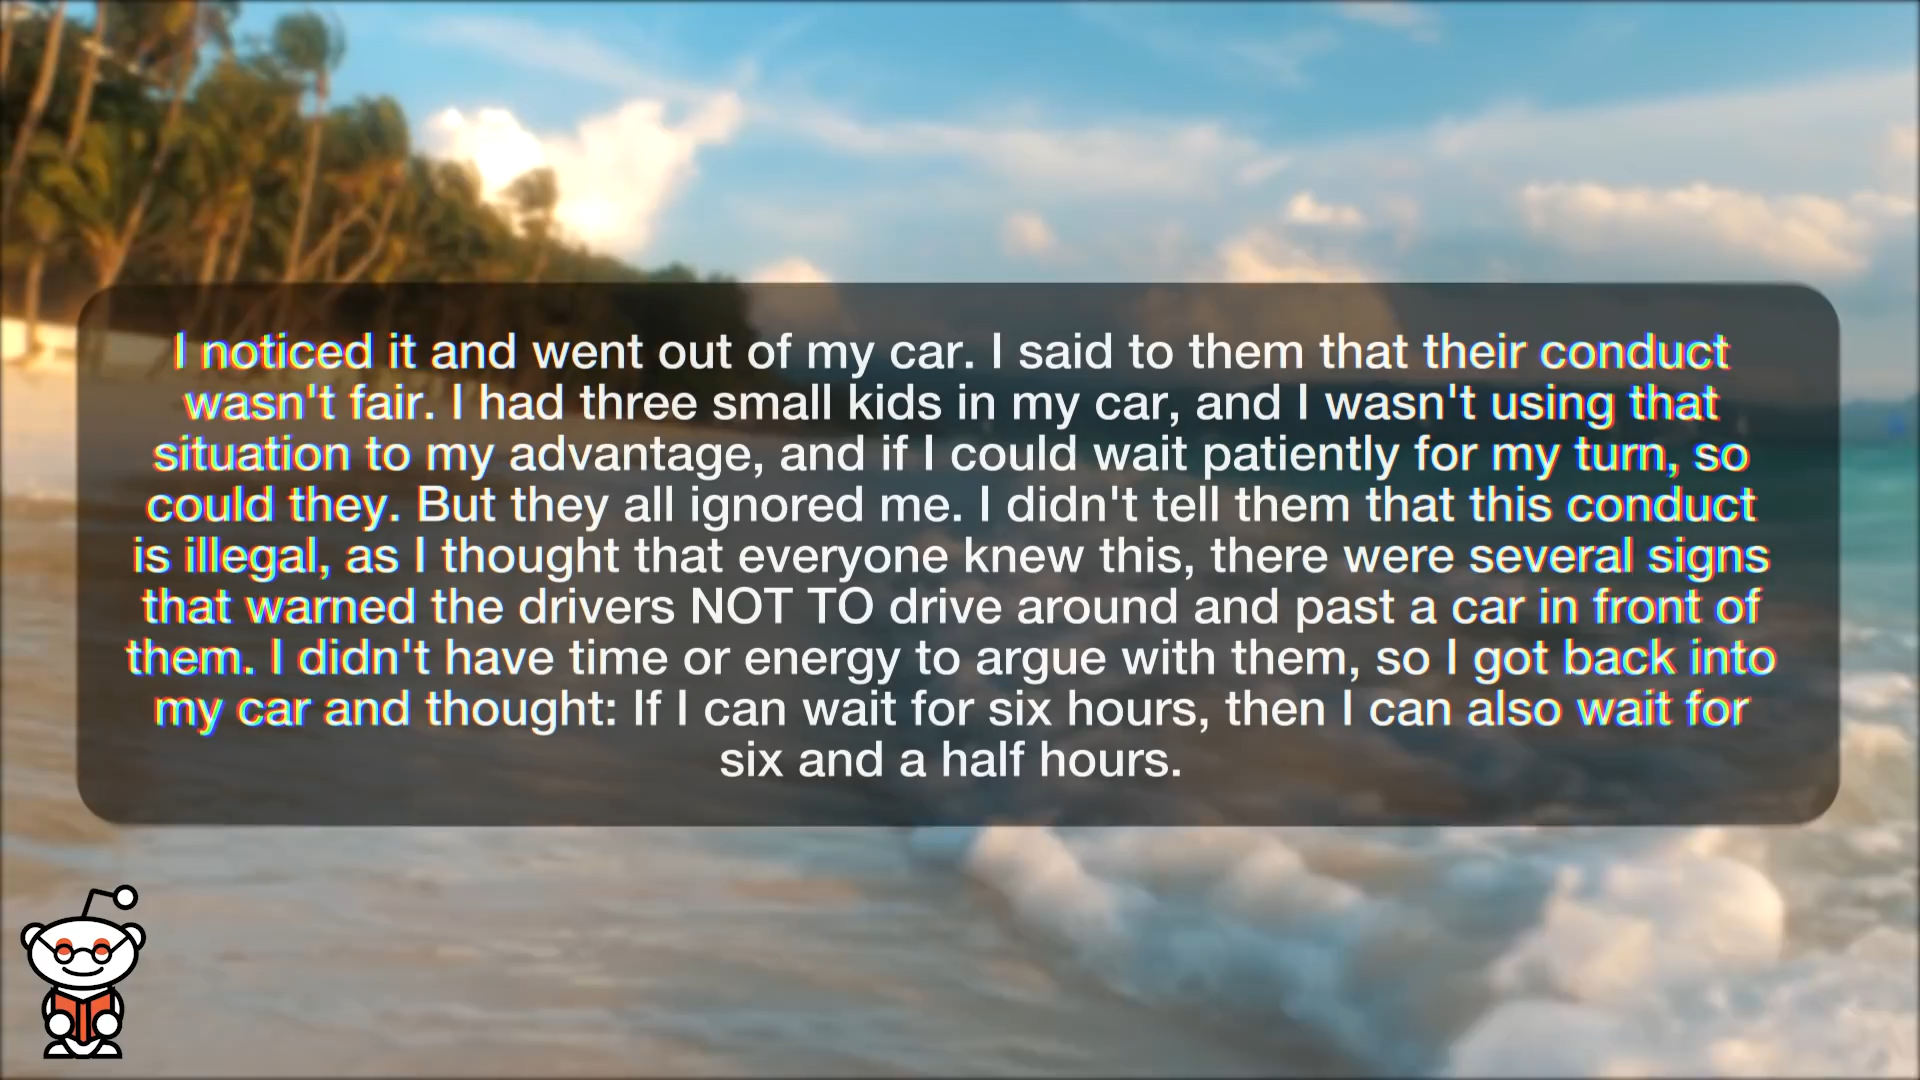 I noticed it and went out of my car. I said to them that their conduct
wasn't fair. I had three small kids in my car, and I wasn't using that
situation to my advantage, and if I could wait patiently for my turn, so
could they. But they all ignored me. I didn't tell them that this conduct
is illegal, as I thought that everyone knew this, there were several signs
that warned the drivers NOT TO drive around and past a car in front of
them. I didn't have time or energy to argue with them, so I got back into
my car and thought: If I can wait for six hours, then I can also wait for
six and a half hours.